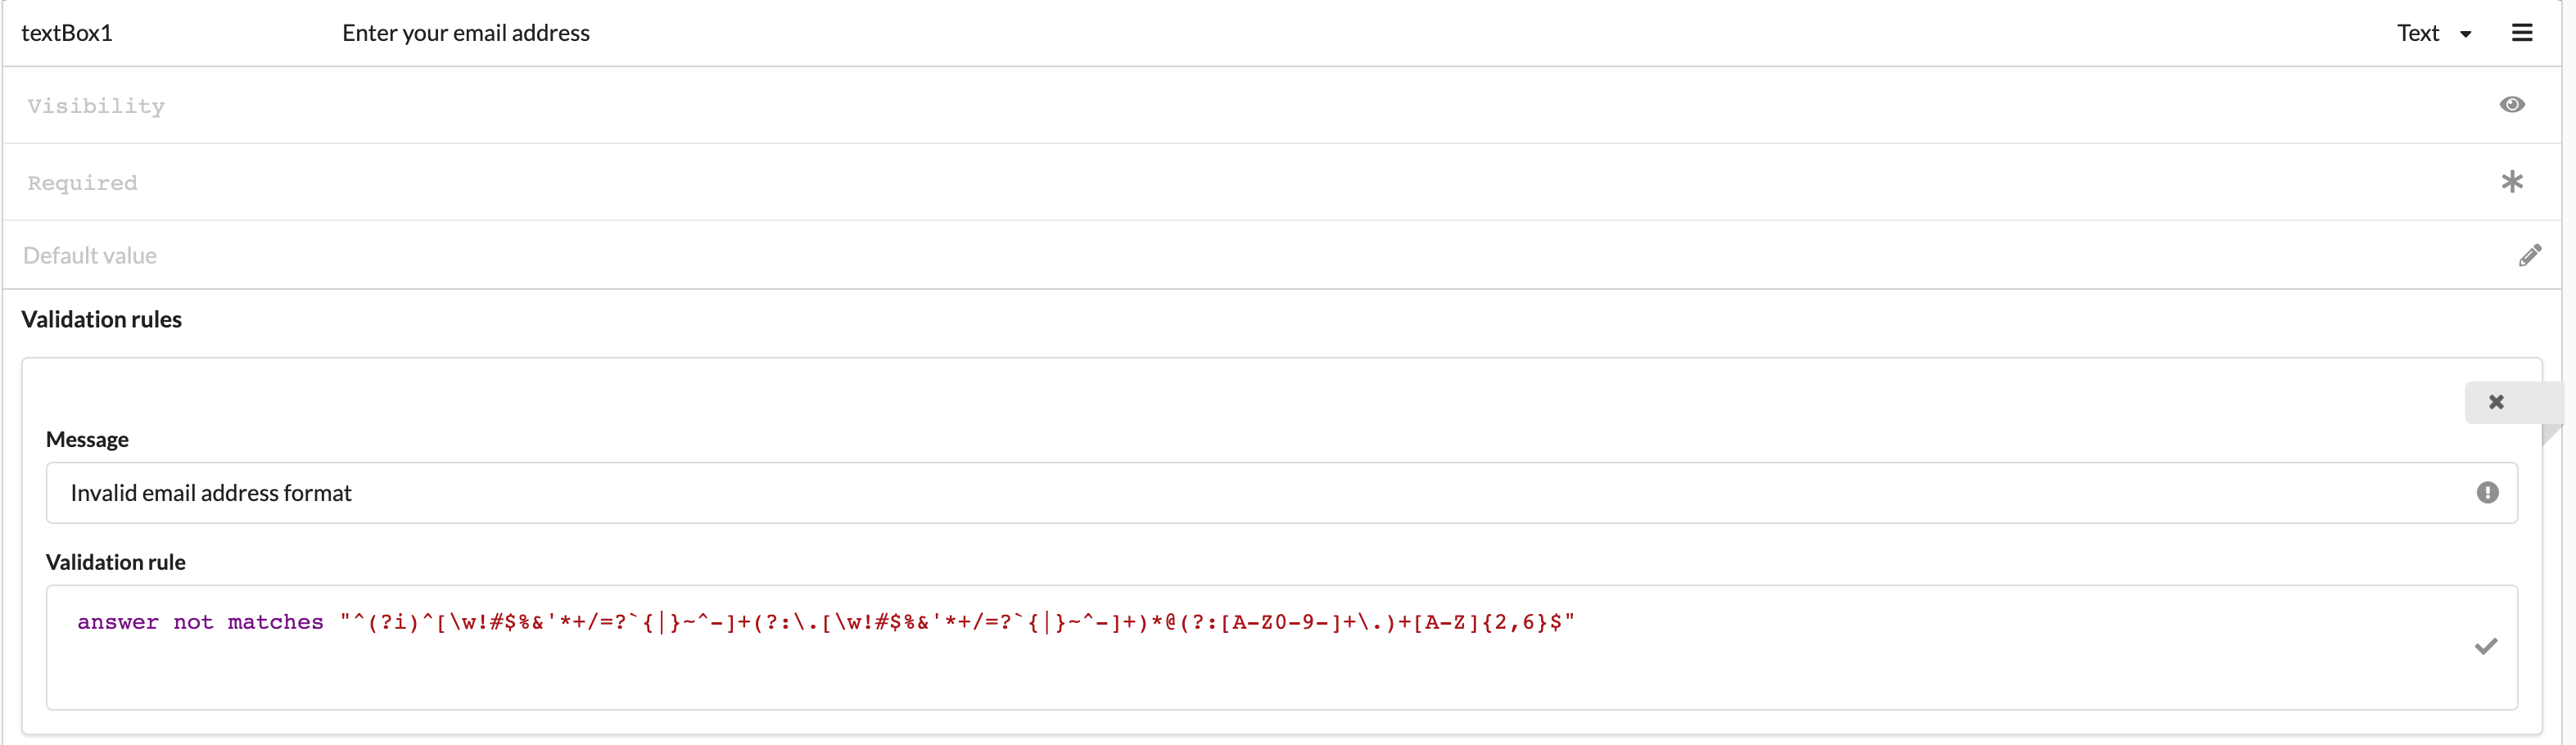 textBox1 Enter your email address Text
Visibility
Required
Default value
Validation rules
Message
Invalid email address format
Validation rule
answer not matches "^(?i)^[\w!#$%&'*+/=?`{|}~^-]+(?:\.[\w!#$%&'*+/=?`{|}~^-]+)*@(?:[A-Z0-9-]+\.)+[A-Z]{2,6}$"